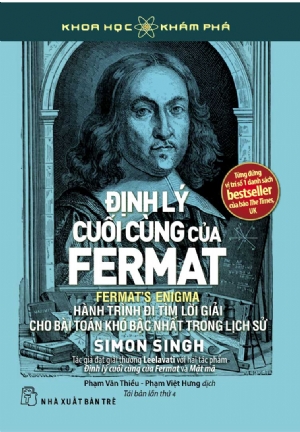 KHOA HỌC KHÁM PHÁ
Từng đứng
vị trí số 1 danh sách
bestseller
của báo The Times,
UK
ĐỊNH LÝ
CUỐI CÙNG CỦA
FERMAT
FERMAT'S ENIGMA
HÀNH TRÌNH ĐI TÌM LỜI GIẢI
CHO BÀI TOÁN KHÓ BẬC NHẤT TRONG LỊCH SỬ
SIMON SINGH
Tác giả đạt giải thưởng Leelavati với hai tác phẩm
Định lý cuối cùng của Fermat và Mật mã
Phạm Văn Thiều - Phạm Việt Hưng dịch
Tái bản lần thứ 4
NHÀ XUẤT BẢN TRẺ